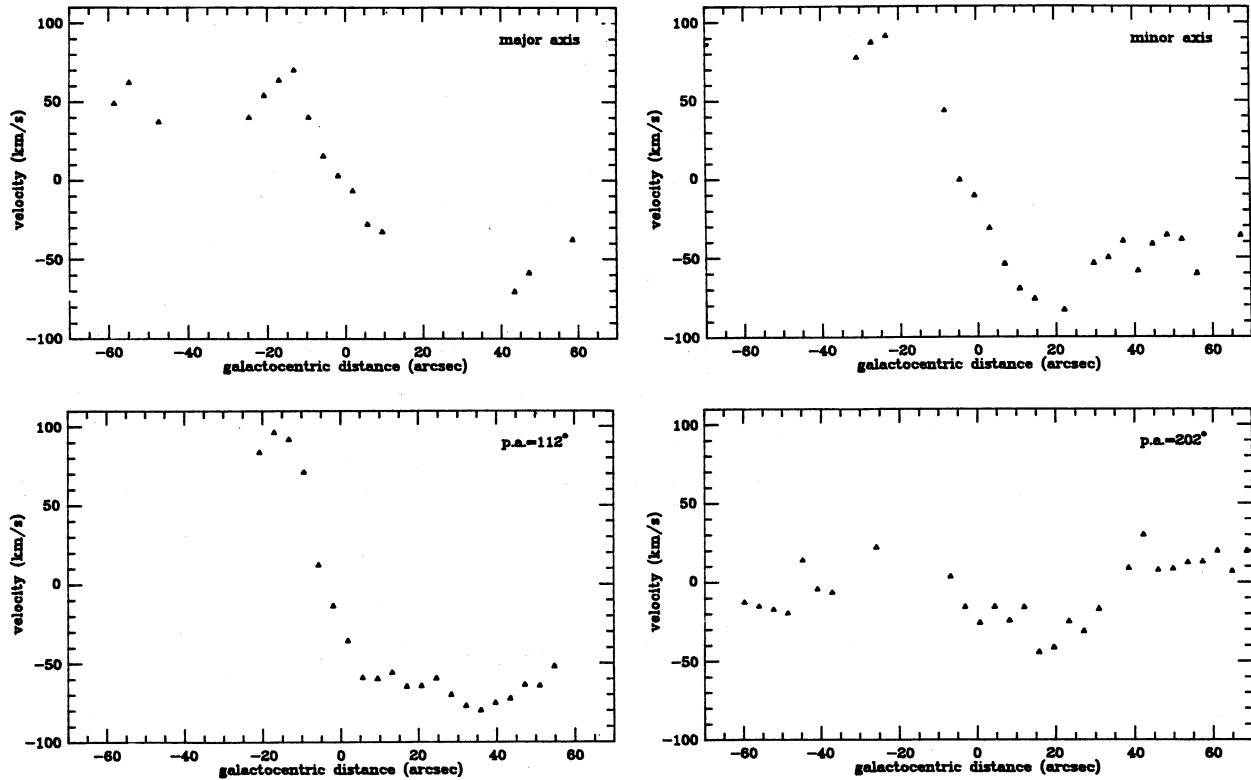 major axis
100
50
0
−50
−100
velocity (km/s)
−60 −40 −20 0 20 40 60
galactocentric distance (arcsec)
minor axis
100
50
0
−50
−100
velocity (km/s)
−60 −40 −20 0 20 40 60
galactocentric distance (arcsec)
p.a.=112°
100
50
0
−50
−100
velocity (km/s)
−60 −40 −20 0 20 40 60
galactocentric distance (arcsec)
p.a.=202°
100
50
0
−50
−100
velocity (km/s)
−60 −40 −20 0 20 40 60
galactocentric distance (arcsec)